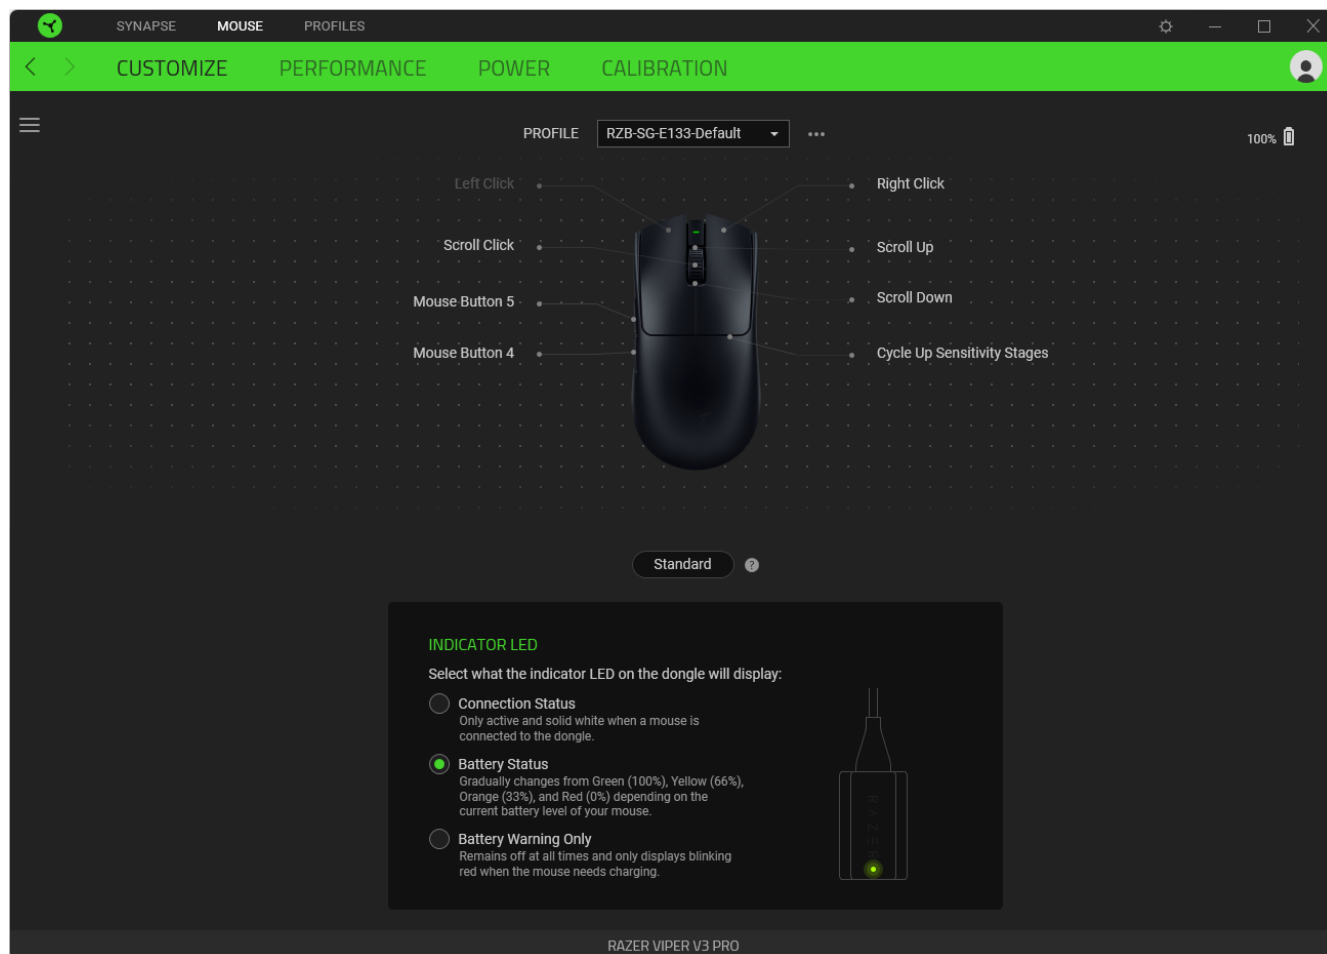 SYNAPSE MOUSE PROFILES
CUSTOMIZE PERFORMANCE POWER CALIBRATION
PROFILE RZB-SG-E133-Default
100%
Left Click Right Click
Scroll Click Scroll Up
Mouse Button 5 Scroll Down
Mouse Button 4 Cycle Up Sensitivity Stages
Standard ?
INDICATOR LED
Select what the indicator LED on the dongle will display:
Connection Status
Only active and solid white when a mouse is
connected to the dongle.
Battery Status
Gradually changes from Green (100%), Yellow (66%),
Orange (33%), and Red (0%) depending on the
current battery level of your mouse.
Battery Warning Only
Remains off at all times and only displays blinking
red when the mouse needs charging.
RAZER
RAZER VIPER V3 PRO